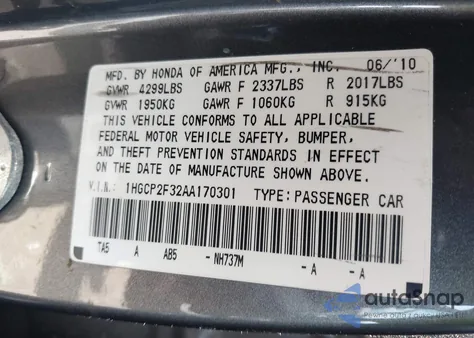 MFD. BY HONDA OF AMERICA MFG., INC. 06/'10
GVWR 4299LBS GAWR F 2337LBS R 2017LBS
GVWR 1950KG GAWR F 1060KG R 915KG
THIS VEHICLE CONFORMS TO ALL APPLICABLE
FEDERAL MOTOR VEHICLE SAFETY, BUMPER,
AND THEFT PREVENTION STANDARDS IN EFFECT
ON THE DATE OF MANUFACTURE SHOWN ABOVE.
V.I.N.: 1HGCP2F32AA170301 TYPE: PASSENGER CAR
TA5 A AB5 - NH737M - A - A
autoSnap